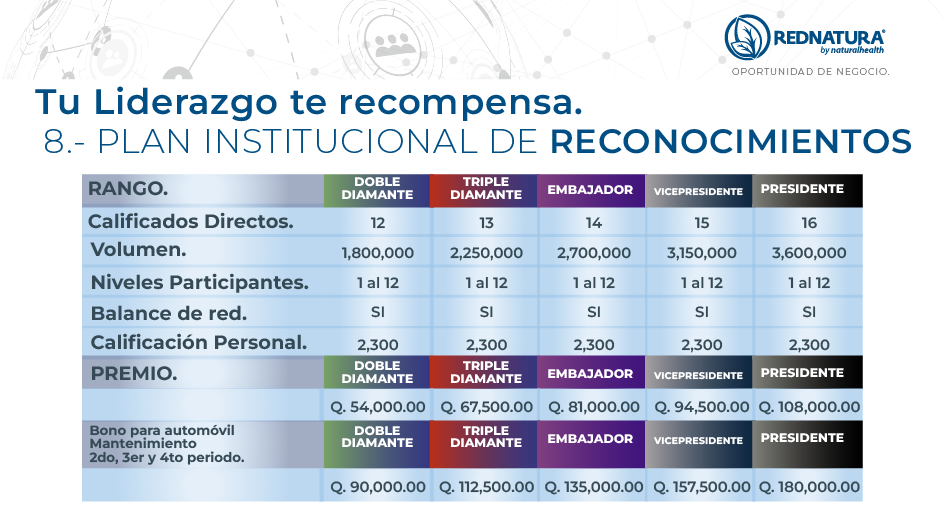 REDNATURA®
by naturalhealth
OPORTUNIDAD DE NEGOCIO.
Tu Liderazgo te recompensa.
8.- PLAN INSTITUCIONAL DE RECONOCIMIENTOS
RANGO. DOBLE DIAMANTE TRIPLE DIAMANTE EMBAJADOR VICEPRESIDENTE PRESIDENTE
Calificados Directos. 12 13 14 15 16
Volumen. 1,800,000 2,250,000 2,700,000 3,150,000 3,600,000
Niveles Participantes. 1 al 12 1 al 12 1 al 12 1 al 12 1 al 12
Balance de red. SI SI SI SI SI
Calificación Personal. 2,300 2,300 2,300 2,300 2,300
PREMIO. DOBLE DIAMANTE TRIPLE DIAMANTE EMBAJADOR VICEPRESIDENTE PRESIDENTE
Q. 54,000.00 Q. 67,500.00 Q. 81,000.00 Q. 94,500.00 Q. 108,000.00
Bono para automóvil
Mantenimiento
2do, 3er y 4to periodo.
DOBLE DIAMANTE TRIPLE DIAMANTE EMBAJADOR VICEPRESIDENTE PRESIDENTE
Q. 90,000.00 Q. 112,500.00 Q. 135,000.00 Q. 157,500.00 Q. 180,000.00